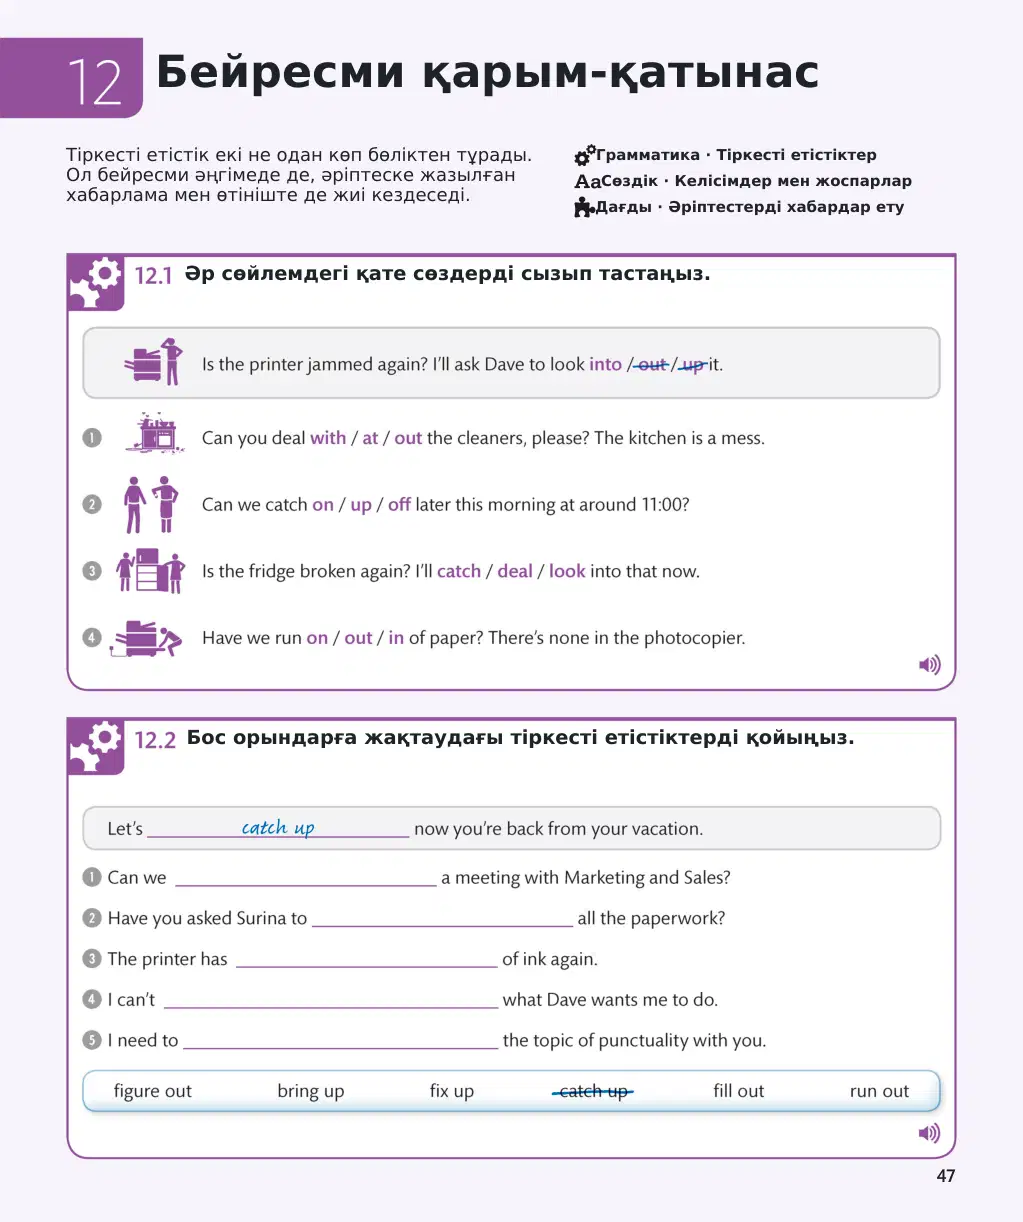 12
Бейресми қарым-қатынас
Тіркесті етістік екі не одан көп бөліктен тұрады.
Ол бейресми әңгімеде де, әріптеске жазылған
хабарлама мен өтініште де жиі кездеседі.
Грамматика · Тіркесті етістіктер
Aa Сөздік · Келісімдер мен жоспарлар
Дағды · Әріптестерді хабардар ету
12.1 Әр сөйлемдегі қате сөздерді сызып тастаңыз.
Is the printer jammed again? I'll ask Dave to look into / out / up it.
1 Can you deal with / at / out the cleaners, please? The kitchen is a mess.
2 Can we catch on / up / off later this morning at around 11:00?
3 Is the fridge broken again? I'll catch / deal / look into that now.
4 Have we run on / out / in of paper? There's none in the photocopier.
12.2 Бос орындарға жақтаудағы тіркесті етістіктерді қойыңыз.
Let's catch up now you're back from your vacation.
1 Can we ____ a meeting with Marketing and Sales?
2 Have you asked Surina to ____ all the paperwork?
3 The printer has ____ of ink again.
4 I can't ____ what Dave wants me to do.
5 I need to ____ the topic of punctuality with you.
figure out bring up fix up catch up fill out run out
47